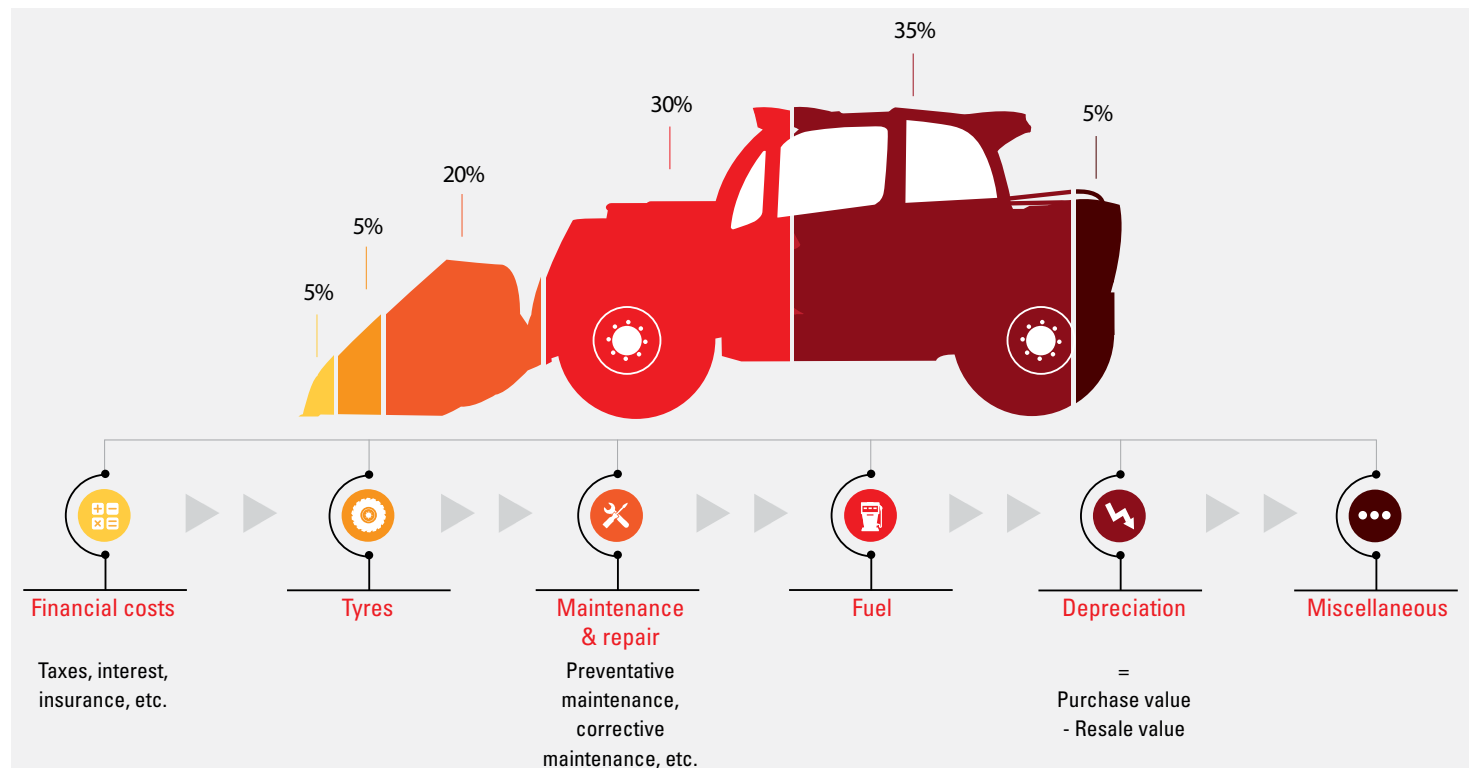 35%
30%
5%
20%
5%
5%
Financial costs
Taxes, interest,
insurance, etc.
Tyres
Maintenance
& repair
Preventative
maintenance,
corrective
maintenance, etc.
Fuel
Depreciation
=
Purchase value
- Resale value
Miscellaneous